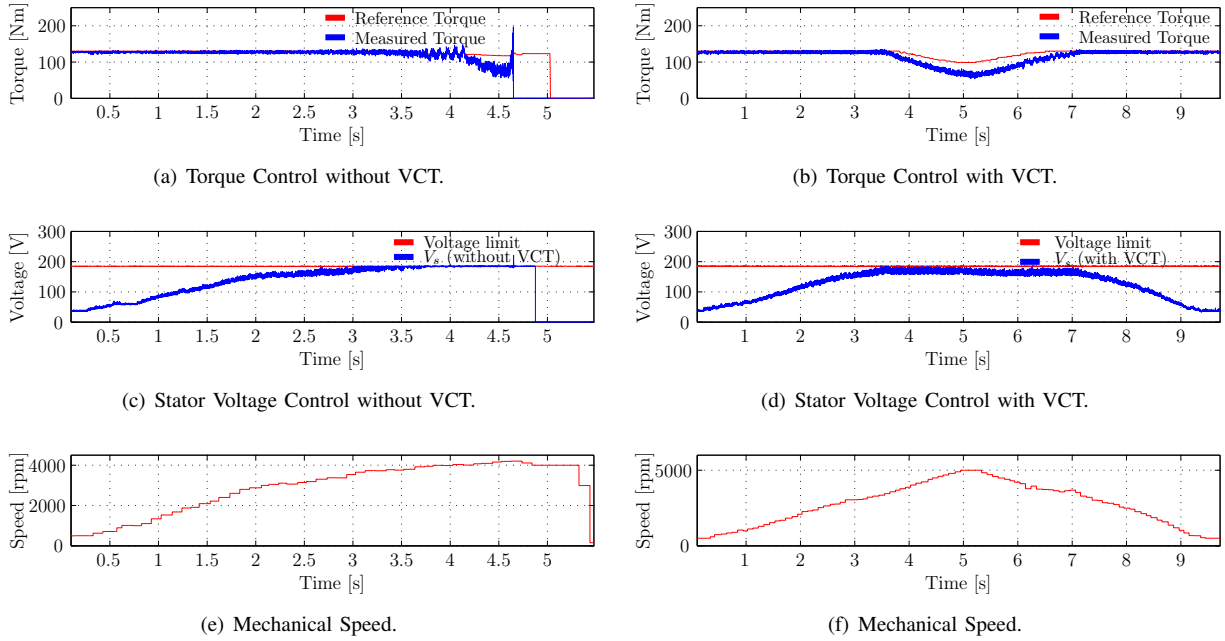 Torque [Nm]
200
100
0
Reference Torque
Measured Torque
0.5 1 1.5 2 2.5 3 3.5 4 4.5 5
Time [s]
(a) Torque Control without VCT.
Torque [Nm]
200
100
0
Reference Torque
Measured Torque
1 2 3 4 5 6 7 8 9
Time [s]
(b) Torque Control with VCT.
Voltage [V]
300
200
100
0
Voltage limit
V_s (without VCT)
0.5 1 1.5 2 2.5 3 3.5 4 4.5 5
Time [s]
(c) Stator Voltage Control without VCT.
Voltage [V]
300
200
100
0
Voltage limit
V_s (with VCT)
1 2 3 4 5 6 7 8 9
Time [s]
(d) Stator Voltage Control with VCT.
Speed [rpm]
4000
2000
0
0.5 1 1.5 2 2.5 3 3.5 4 4.5 5
Time [s]
(e) Mechanical Speed.
Speed [rpm]
5000
0
1 2 3 4 5 6 7 8 9
Time [s]
(f) Mechanical Speed.